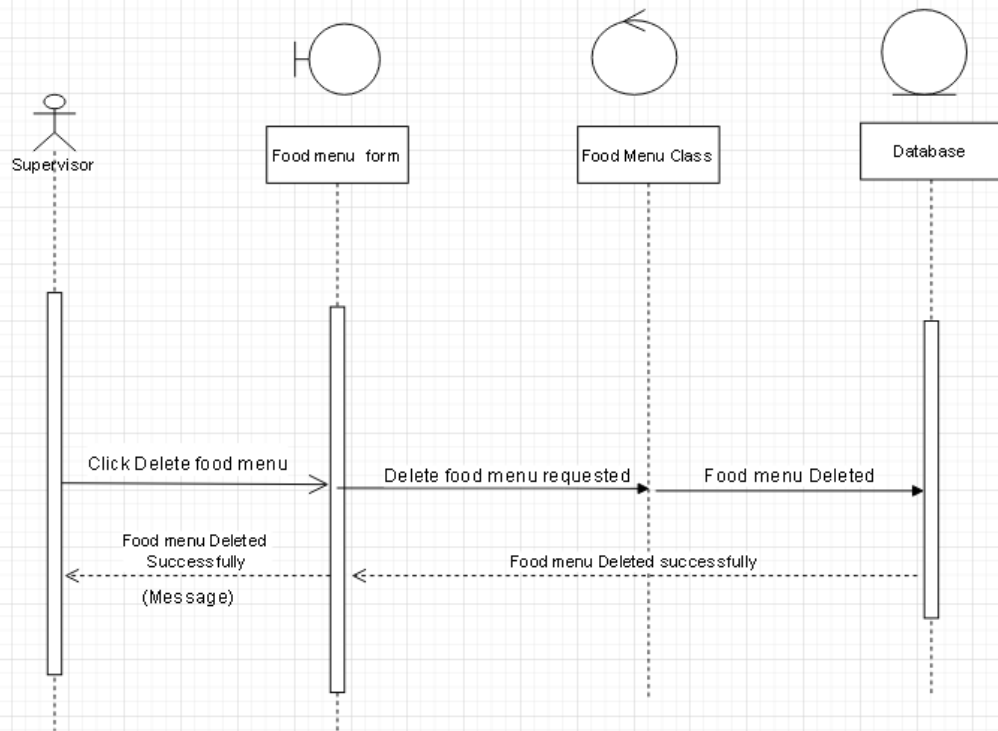 Supervisor
Food menu form
Food Menu Class
Database
Click Delete food menu
Delete food menu requested
Food menu Deleted
Food menu Deleted
Successfully
(Message)
Food menu Deleted successfully